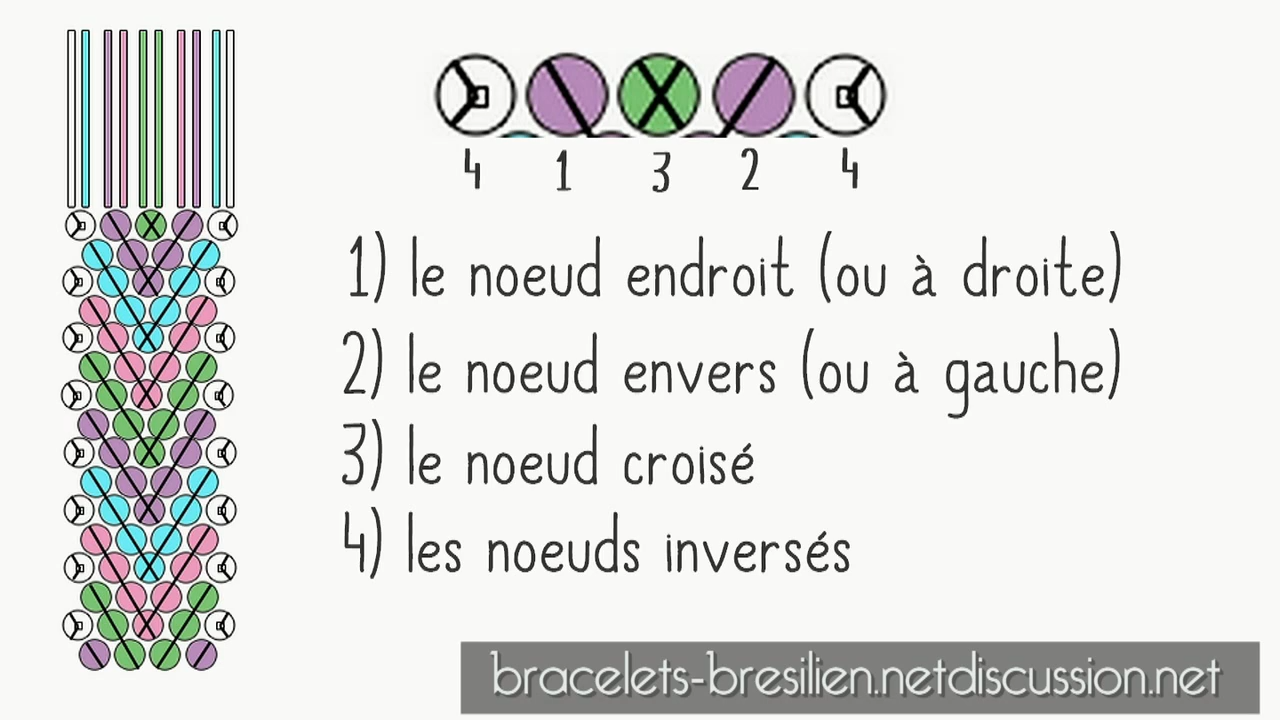 4 1 3 2 4
1) le noeud endroit (ou à droite)
2) le noeud envers (ou à gauche)
3) le noeud croisé
4) les noeuds inversés
bracelets-bresilien.netdiscussion.net